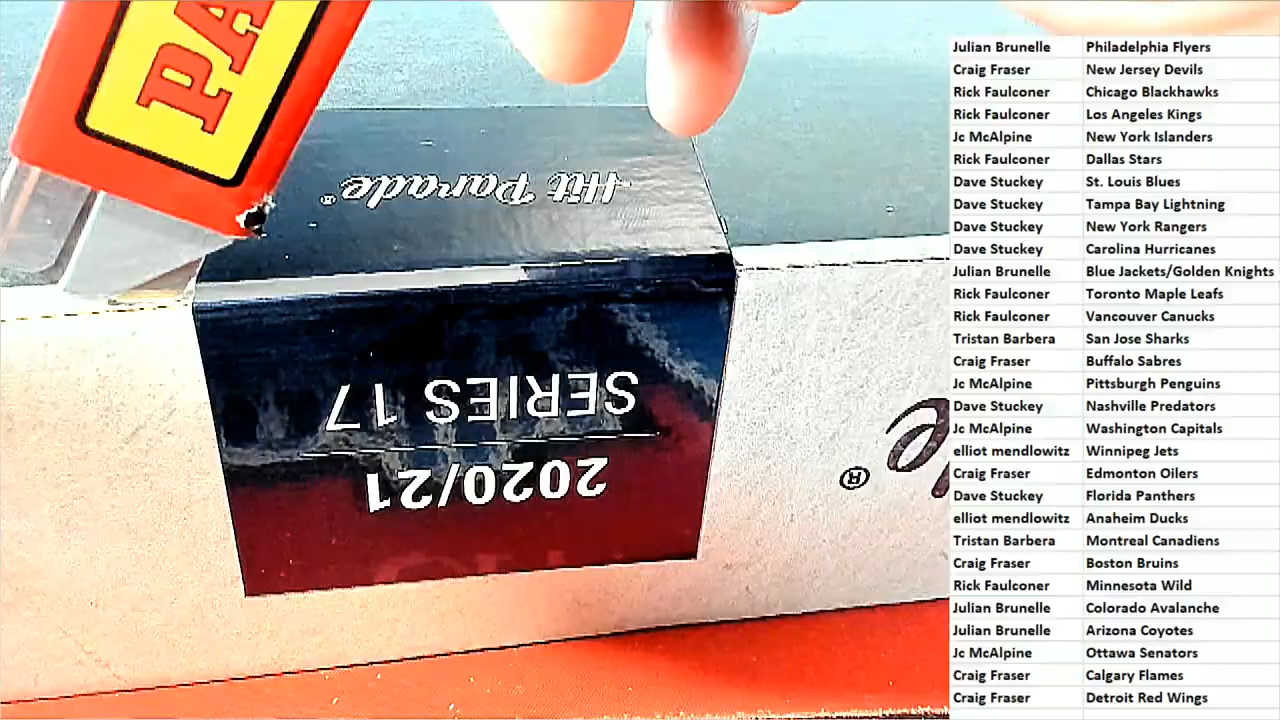 PA
Hit Parade®
SERIES 17
2020/21
®
Julian Brunelle Philadelphia Flyers
Craig Fraser New Jersey Devils
Rick Faulconer Chicago Blackhawks
Rick Faulconer Los Angeles Kings
Jc McAlpine New York Islanders
Rick Faulconer Dallas Stars
Dave Stuckey St. Louis Blues
Dave Stuckey Tampa Bay Lightning
Dave Stuckey New York Rangers
Dave Stuckey Carolina Hurricanes
Julian Brunelle Blue Jackets/Golden Knights
Rick Faulconer Toronto Maple Leafs
Rick Faulconer Vancouver Canucks
Tristan Barbera San Jose Sharks
Craig Fraser Buffalo Sabres
Jc McAlpine Pittsburgh Penguins
Dave Stuckey Nashville Predators
Jc McAlpine Washington Capitals
elliot mendlowitz Winnipeg Jets
Craig Fraser Edmonton Oilers
Dave Stuckey Florida Panthers
elliot mendlowitz Anaheim Ducks
Tristan Barbera Montreal Canadiens
Craig Fraser Boston Bruins
Rick Faulconer Minnesota Wild
Julian Brunelle Colorado Avalanche
Julian Brunelle Arizona Coyotes
Jc McAlpine Ottawa Senators
Craig Fraser Calgary Flames
Craig Fraser Detroit Red Wings